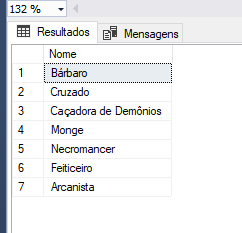 132 %
Resultados Mensagens
Nome
1 Bárbaro
2 Cruzado
3 Caçadora de Demônios
4 Monge
5 Necromancer
6 Feiticeiro
7 Arcanista